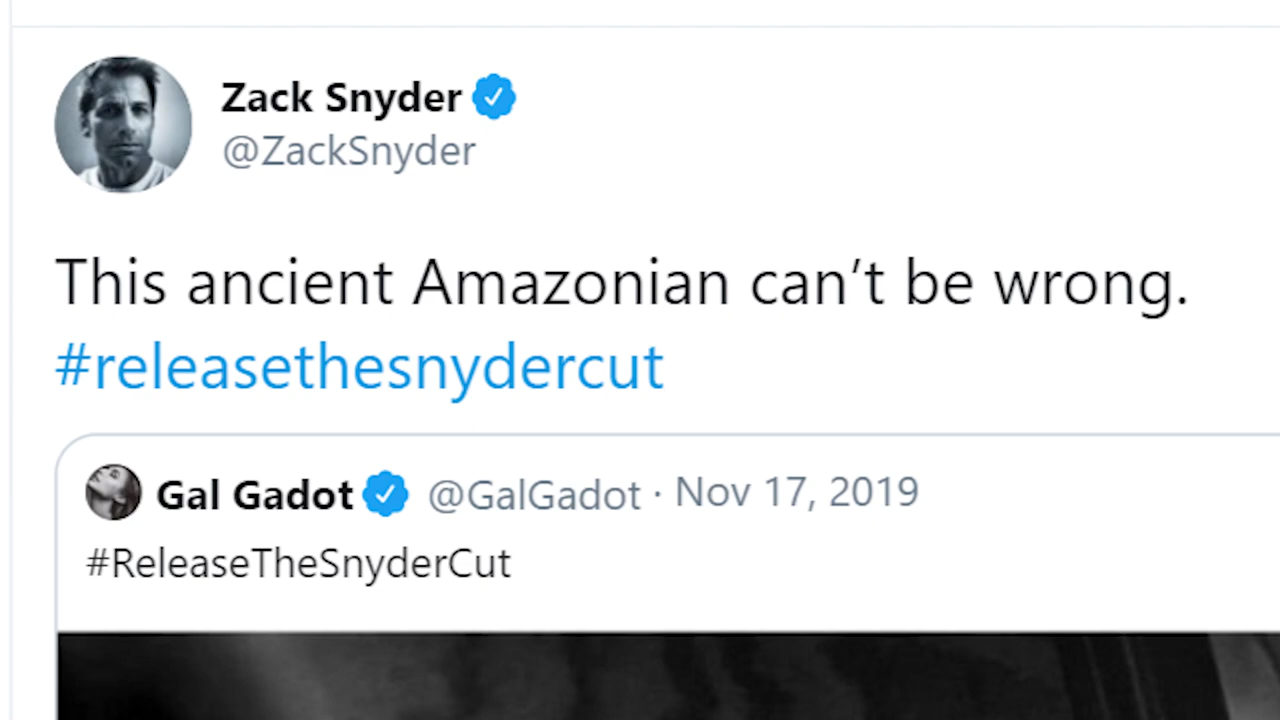 Zack Snyder
@ZackSnyder
This ancient Amazonian can’t be wrong.
#releasethesnydercut
Gal Gadot @GalGadot · Nov 17, 2019
#ReleaseTheSnyderCut